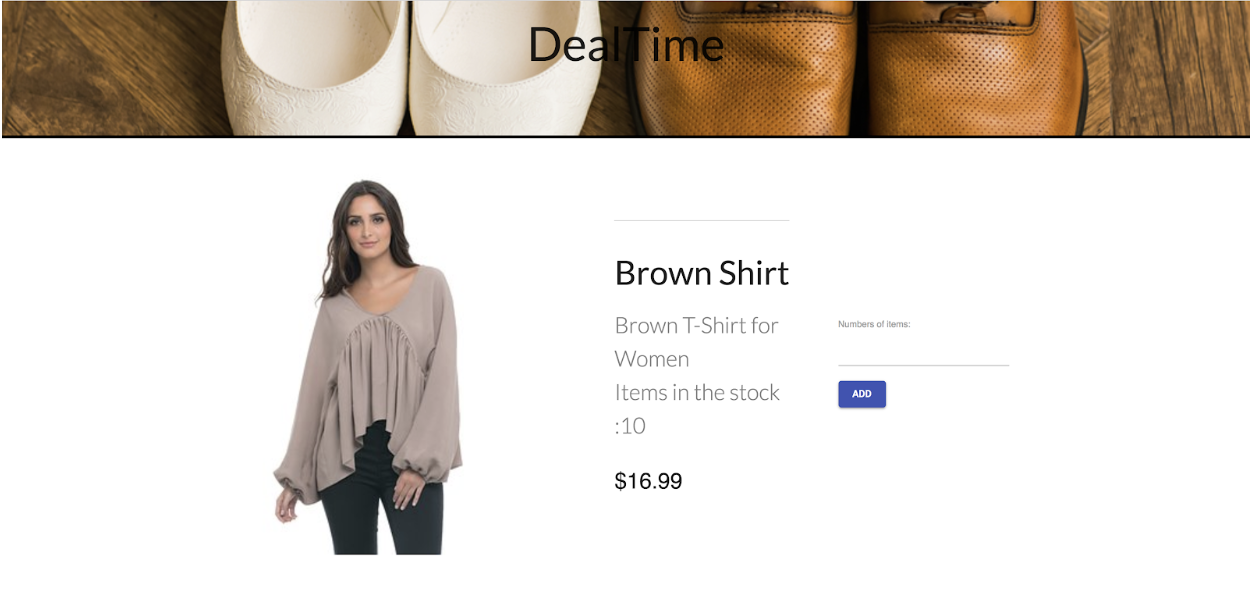 DealTime
Brown Shirt
Brown T-Shirt for
Women
Items in the stock
:10
$16.99
Numbers of items:
ADD